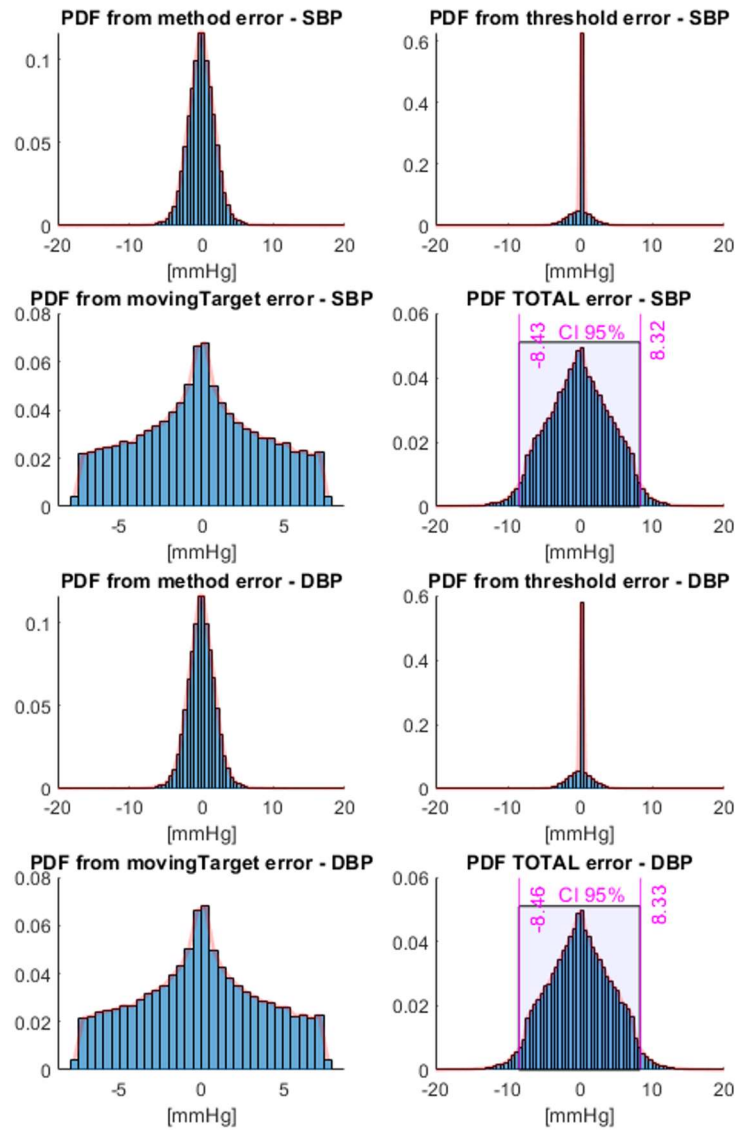 PDF from method error - SBP
0.1
0.05
0
-20 -10 0 10 20
[mmHg]
PDF from threshold error - SBP
0.6
0.4
0.2
0
-20 -10 0 10 20
[mmHg]
PDF from movingTarget error - SBP
0.08
0.06
0.04
0.02
0
-5 0 5
[mmHg]
PDF TOTAL error - SBP
0.06
0.04
0.02
0
-8.43 CI 95% 8.32
-20 -10 0 10 20
[mmHg]
PDF from method error - DBP
0.1
0.05
0
-20 -10 0 10 20
[mmHg]
PDF from threshold error - DBP
0.6
0.4
0.2
0
-20 -10 0 10 20
[mmHg]
PDF from movingTarget error - DBP
0.08
0.06
0.04
0.02
0
-5 0 5
[mmHg]
PDF TOTAL error - DBP
0.06
0.04
0.02
0
-8.46 CI 95% 8.33
-20 -10 0 10 20
[mmHg]